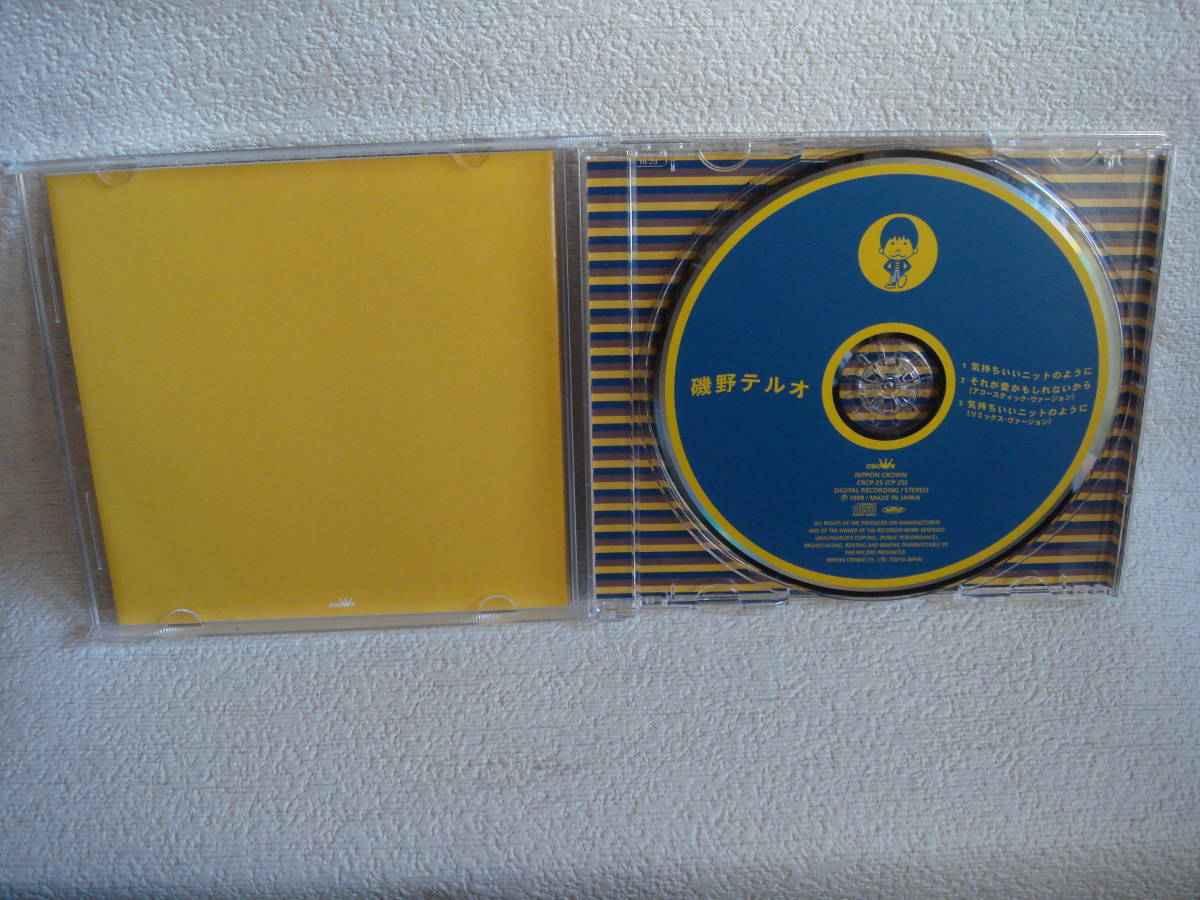 CROWN
磯野テルオ
1 気持ちいいニットのように
2 それが愛かもしれないから
(アコースティック・ヴァージョン)
3 気持ちいいニットのように
(リミックス・ヴァージョン)
CROWN
NIPPON CROWN
CRCP-25 [CP-25]
DIGITAL RECORDING / STEREO
Ⓟ 1999 / MADE IN JAPAN
ALL RIGHTS OF THE PRODUCER (OR MANUFACTURER)
AND OF THE OWNER OF THE RECORDED WORK RESERVED.
UNAUTHORIZED COPYING, (PUBLIC PERFORMANCE),
BROADCASTING, RENTING, AND MAKING TRANSMITTABLE OF
THIS RECORD PROHIBITED.
NIPPON CROWN CO., LTD. TOKYO JAPAN.